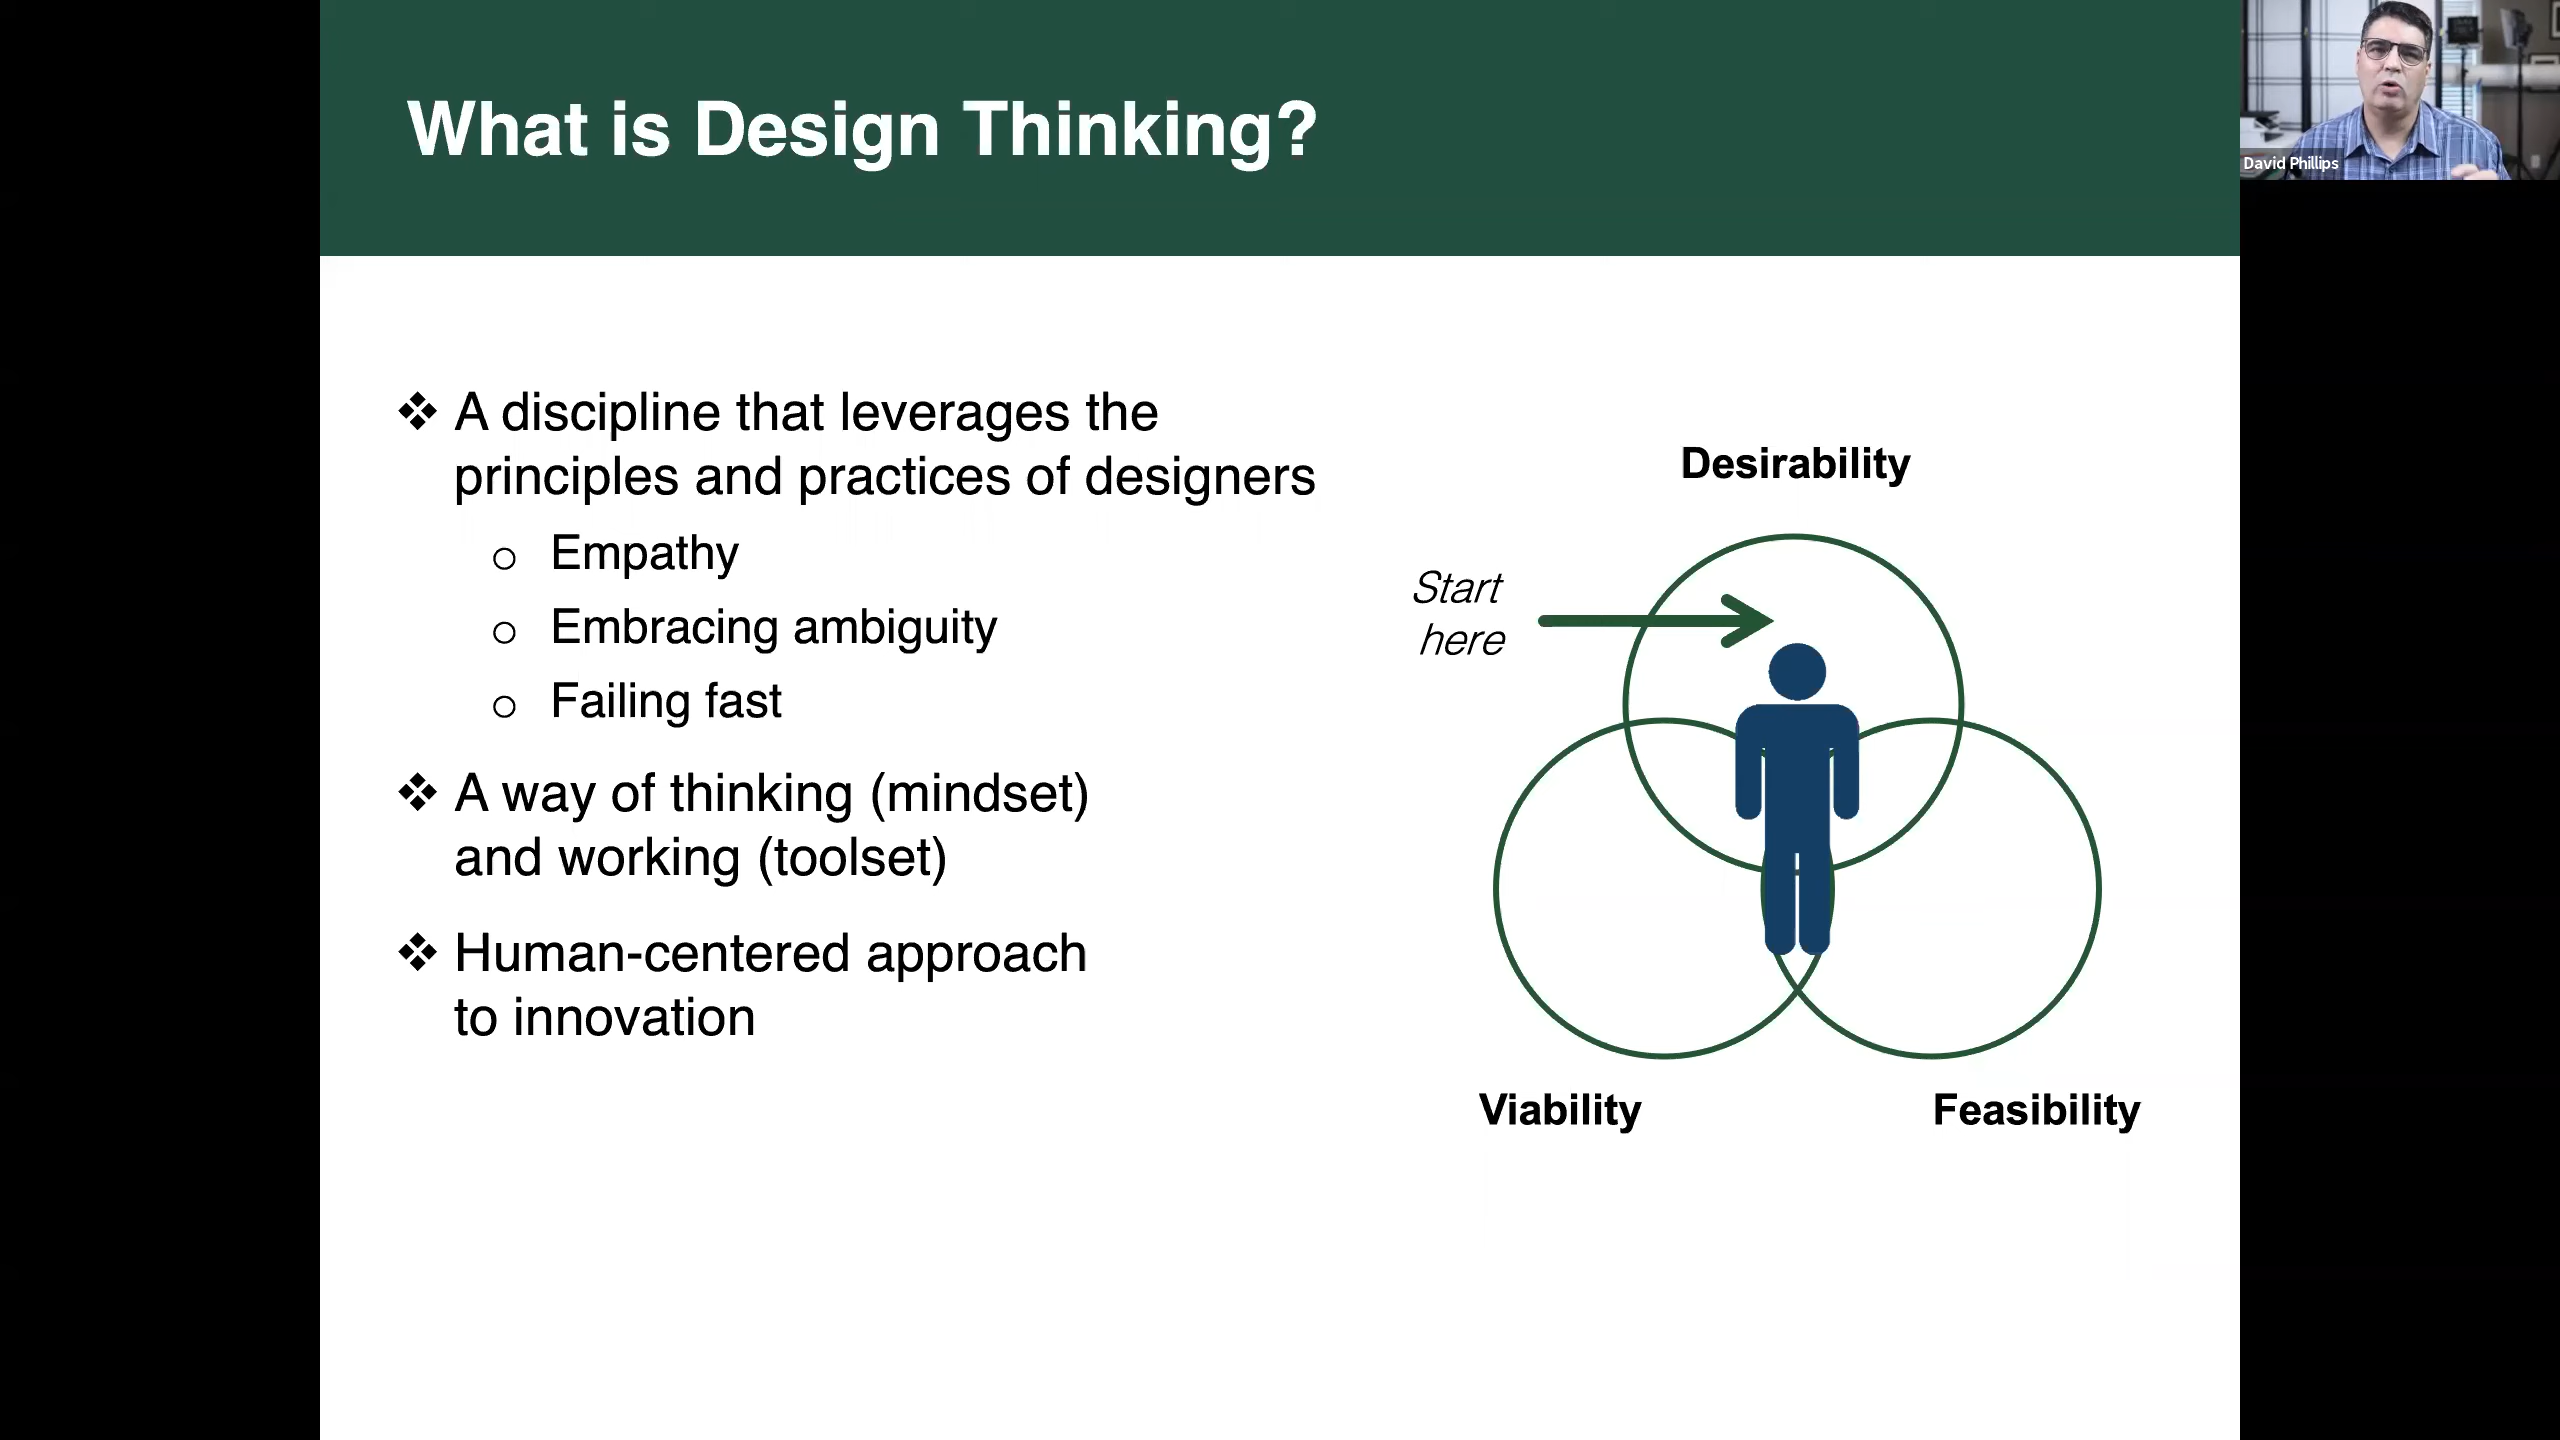 What is Design Thinking?
David Phillips
❖ A discipline that leverages the
principles and practices of designers
o Empathy
o Embracing ambiguity
o Failing fast
❖ A way of thinking (mindset)
and working (toolset)
❖ Human-centered approach
to innovation
Desirability
Start
here
Viability
Feasibility